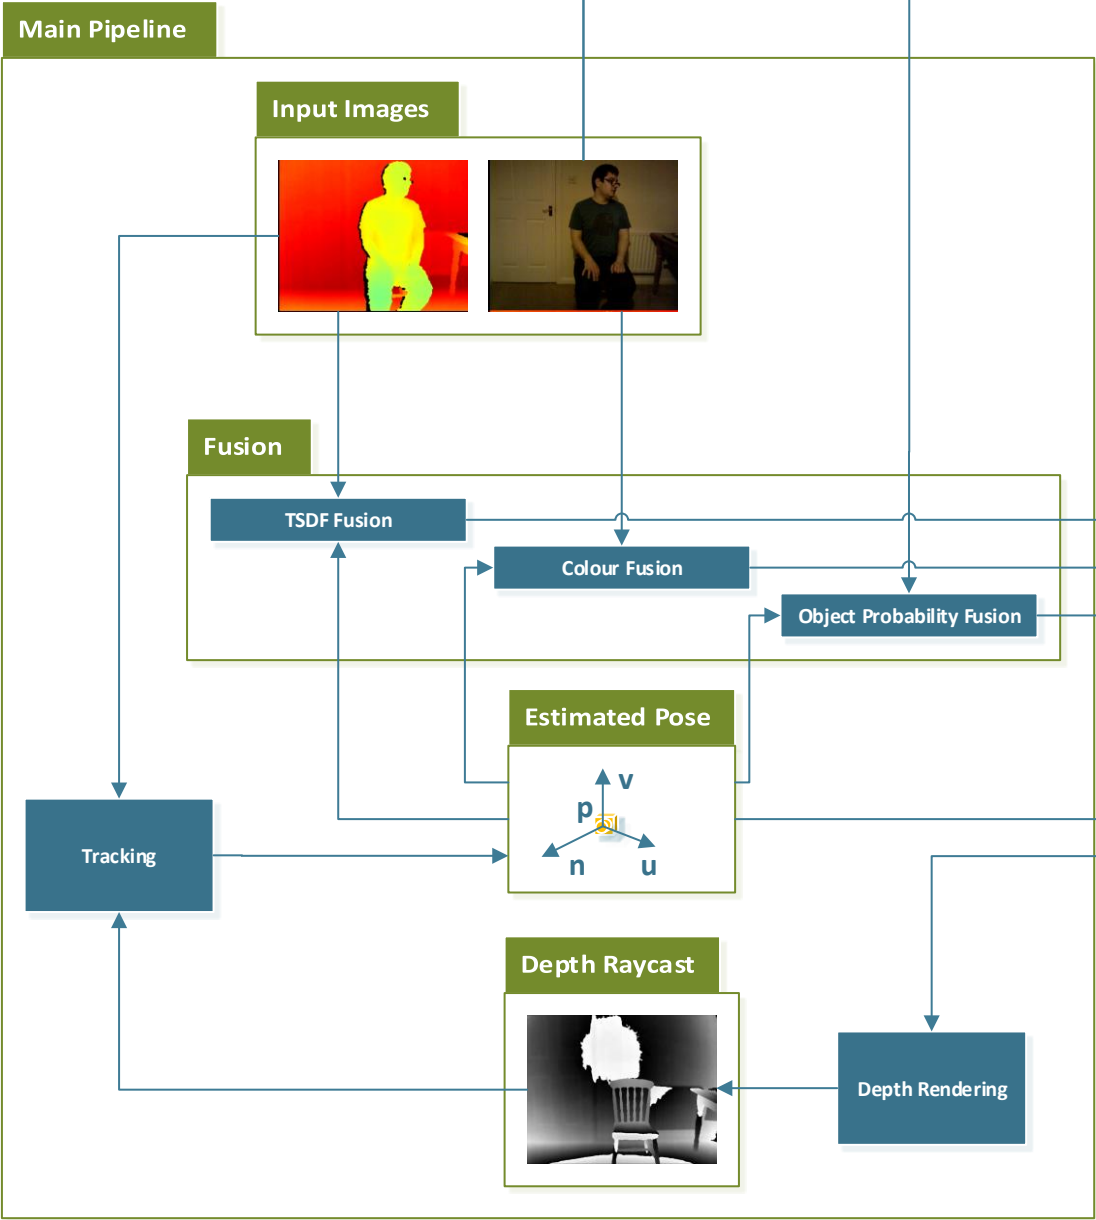 Main Pipeline
Input Images
Fusion
TSDF Fusion
Colour Fusion
Object Probability Fusion
Estimated Pose
v
p
n
u
Tracking
Depth Raycast
Depth Rendering